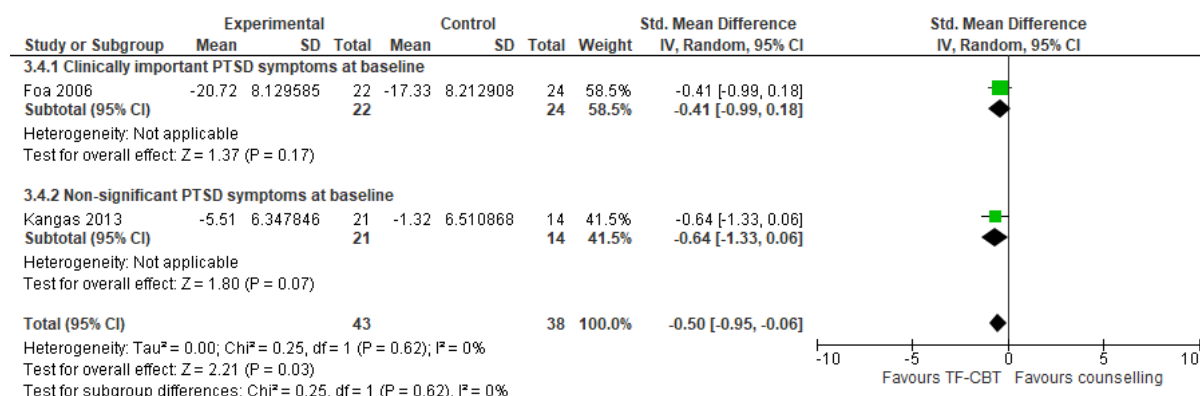 Experimental Control Std. Mean Difference Std. Mean Difference
Study or Subgroup Mean SD Total Mean SD Total Weight IV, Random, 95% CI IV, Random, 95% CI
3.4.1 Clinically important PTSD symptoms at baseline
Foa 2006 -20.72 8.129585 22 -17.33 8.212908 24 58.5% -0.41 [-0.99, 0.18]
Subtotal (95% CI) 22 24 58.5% -0.41 [-0.99, 0.18]
Heterogeneity: Not applicable
Test for overall effect: Z = 1.37 (P = 0.17)
3.4.2 Non-significant PTSD symptoms at baseline
Kangas 2013 -5.51 6.347846 21 -1.32 6.510868 14 41.5% -0.64 [-1.33, 0.06]
Subtotal (95% CI) 21 14 41.5% -0.64 [-1.33, 0.06]
Heterogeneity: Not applicable
Test for overall effect: Z = 1.80 (P = 0.07)
Total (95% CI) 43 38 100.0% -0.50 [-0.95, -0.06]
Heterogeneity: Tau² = 0.00; Chi² = 0.25, df = 1 (P = 0.62); I² = 0%
Test for overall effect: Z = 2.21 (P = 0.03)
Test for subgroup differences: Chi² = 0.25, df = 1 (P = 0.62), I² = 0%
-10 -5 0 5 10
Favours TF-CBT Favours counselling